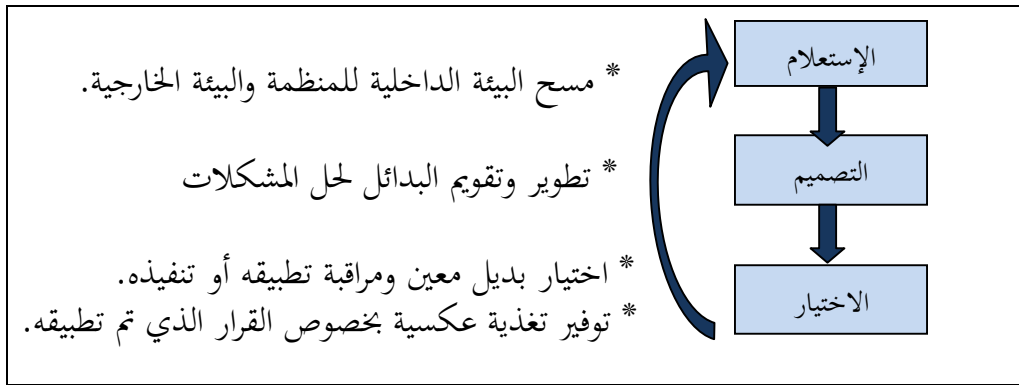 الإستعلام
* مسح البيئة الداخلية للمنظمة والبيئة الخارجية.
التصميم
* تطوير وتقويم البدائل لحل المشكلات
الاختيار
* اختيار بديل معين ومراقبة تطبيقه أو تنفيذه.
* توفير تغذية عكسية بخصوص القرار الذي تم تطبيقه.